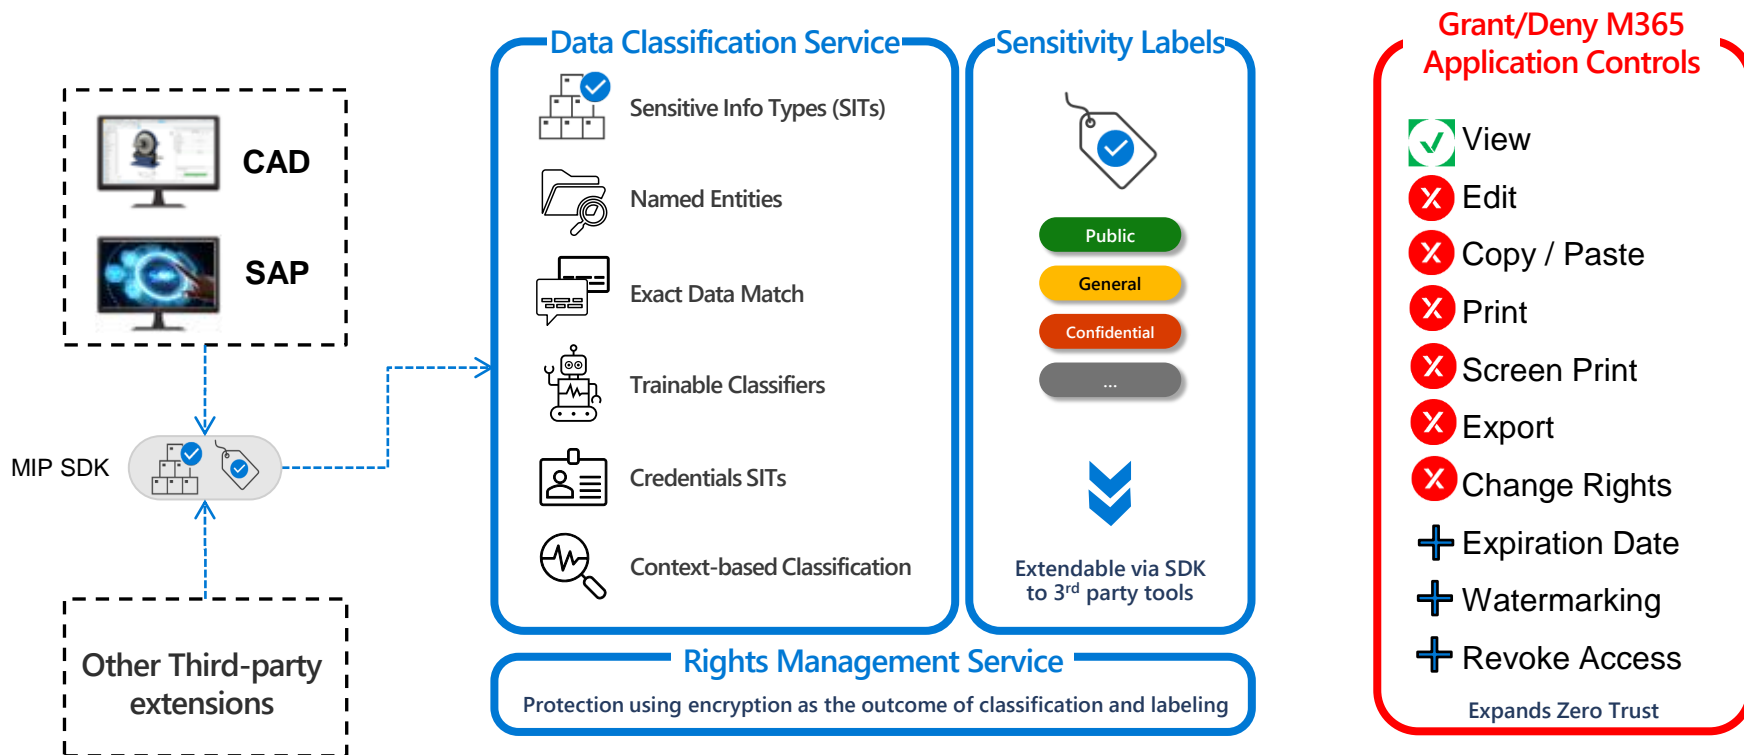 CAD
SAP
MIP SDK
Other Third-party
extensions
Data Classification Service
Sensitive Info Types (SITs)
Named Entities
Exact Data Match
Trainable Classifiers
Credentials SITs
Context-based Classification
Sensitivity Labels
Public
General
Confidential
...
Extendable via SDK
to 3rd party tools
Rights Management Service
Protection using encryption as the outcome of classification and labeling
Grant/Deny M365
Application Controls
View
Edit
Copy / Paste
Print
Screen Print
Export
Change Rights
Expiration Date
Watermarking
Revoke Access
Expands Zero Trust